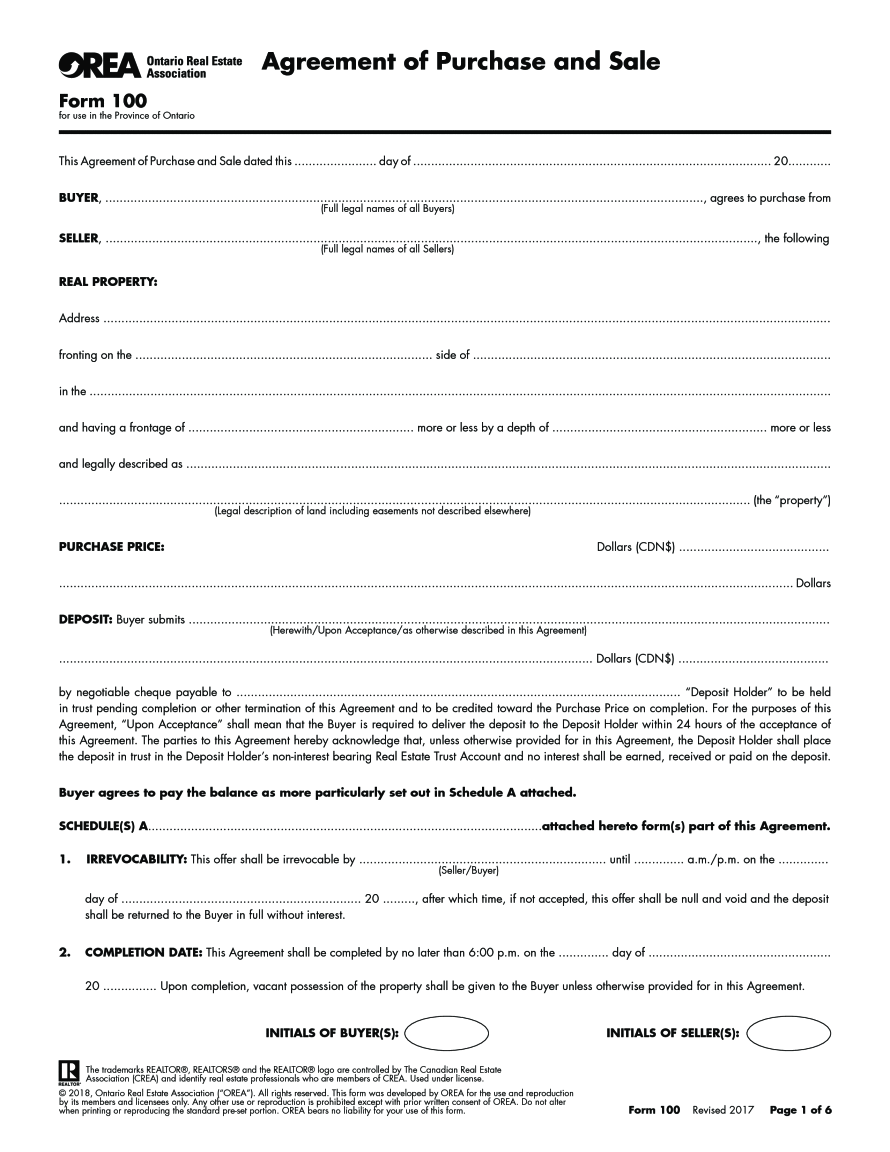 OREA Ontario Real Estate Association
Agreement of Purchase and Sale
Form 100
for use in the Province of Ontario
This Agreement of Purchase and Sale dated this ...................... day of ................................................................................................ 20...........
BUYER, ................................................................................................................................................................, agrees to purchase from
(Full legal names of all Buyers)
SELLER, ..............................................................................................................................................................................., the following
(Full legal names of all Sellers)
REAL PROPERTY:
Address ....................................................................................................................................................................................................
fronting on the ................................................................................ side of ................................................................................................
in the ........................................................................................................................................................................................................
and having a frontage of ............................................................ more or less by a depth of .......................................................... more or less
and legally described as ..............................................................................................................................................................................
............................................................................................................................................................................................ (the “property”)
(Legal description of land including easements not described elsewhere)
PURCHASE PRICE: Dollars (CDN$) .........................................
...................................................................................................................................................................................................... Dollars
DEPOSIT: Buyer submits ..............................................................................................................................................................................
(Herewith/Upon Acceptance/as otherwise described in this Agreement)
................................................................................................................................................ Dollars (CDN$) .........................................
by negotiable cheque payable to ........................................................................................................................ “Deposit Holder” to be held
in trust pending completion or other termination of this Agreement and to be credited toward the Purchase Price on completion. For the purposes of this
Agreement, “Upon Acceptance” shall mean that the Buyer is required to deliver the deposit to the Deposit Holder within 24 hours of the acceptance of
this Agreement. The parties to this Agreement hereby acknowledge that, unless otherwise provided for in this Agreement, the Deposit Holder shall place
the deposit in trust in the Deposit Holder’s non-interest bearing Real Estate Trust Account and no interest shall be earned, received or paid on the deposit.
Buyer agrees to pay the balance as more particularly set out in Schedule A attached.
SCHEDULE(S) A..........................................................................................................attached hereto form(s) part of this Agreement.
1. IRREVOCABILITY: This offer shall be irrevocable by .................................................................. until ............. a.m./p.m. on the .............
(Seller/Buyer)
day of ................................................................ 20 ........., after which time, if not accepted, this offer shall be null and void and the deposit
shall be returned to the Buyer in full without interest.
2. COMPLETION DATE: This Agreement shall be completed by no later than 6:00 p.m. on the ............. day of .................................................
20 .............. Upon completion, vacant possession of the property shall be given to the Buyer unless otherwise provided for in this Agreement.
INITIALS OF BUYER(S): INITIALS OF SELLER(S):
R REALTOR® The trademarks REALTOR®, REALTORS® and the REALTOR® logo are controlled by The Canadian Real Estate
Association (CREA) and identify real estate professionals who are members of CREA. Used under license.
© 2018, Ontario Real Estate Association (“OREA”). All rights reserved. This form was developed by OREA for the use and reproduction
by its members and licensees only. Any other use or reproduction is prohibited except with prior written consent of OREA. Do not alter
when printing or reproducing the standard pre-set portion. OREA bears no liability for your use of this form.
Form 100 Revised 2017 Page 1 of 6